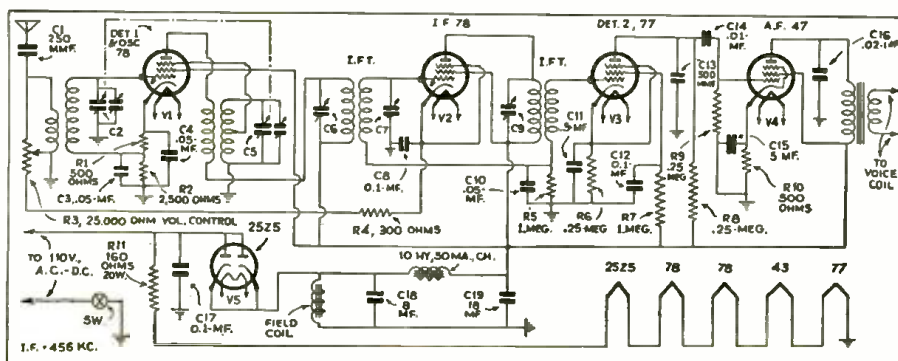 C1
250
MMF.
DET 1
& OSC
78
V1
C2
R1
500
OHMS
C3,.05-MF.
C4
.05-
MF.
R2
2,500 OHMS
R3, 25,000 OHM VOL. CONTROL
C5
I.F. 78
I.F.T.
C6
C7
V2
C8
0.1-MF.
R4, 300 OHMS
I.F.T.
C9
DET. 2, 77
V3
C10
.05-
MF.
C11
.5-MF
R5
1 MEG.
R6
.25-MEG
C12
0.1-
MF.
R7
1 MEG.
C13
500
MMF
C14
.01-
MF.
R9
.25
MEG
R8
.25-MEG.
A.F. 47
V4
C15
5 MF.
R10
500
OHMS
C16
.02-MF.
TO
VOICE
COIL
TO 110V.,
A.C.-D.C.
SW
I.F. = 456 KC.
R11
160
OHMS
20W.
C17
0.1-MF.
25Z5
V5
FIELD
COIL
10 HY, 30 MA., CH.
C18
8
MF.
C19
MF
25Z5 78 78 43 77